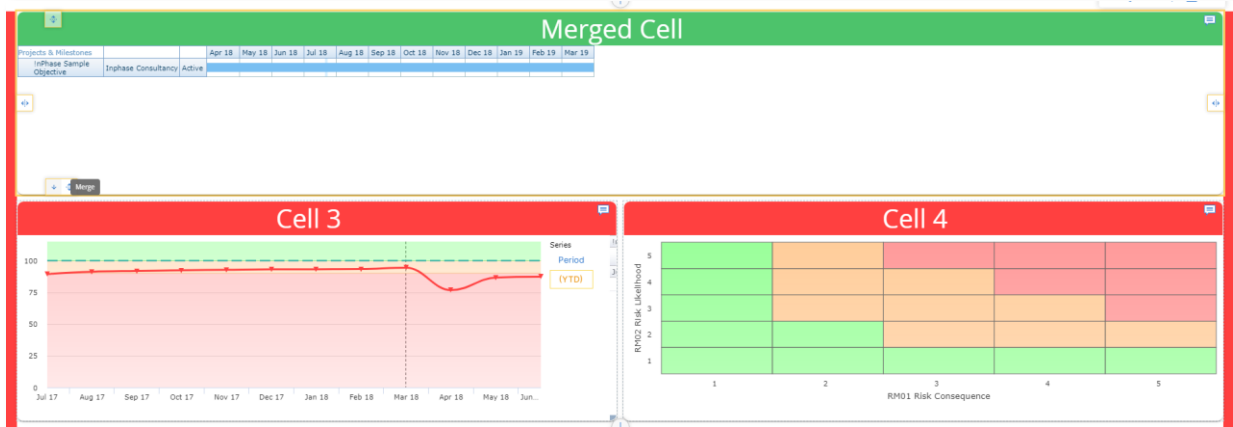 Merged Cell
Projects & Milestones Apr 18 May 18 Jun 18 Jul 18 Aug 18 Sep 18 Oct 18 Nov 18 Dec 18 Jan 19 Feb 19 Mar 19
InPhase Sample
Objective
Inphase Consultancy Active
Merge
Cell 3
Series
Period
(YTD)
100
75
50
25
0
Jul 17 Aug 17 Sep 17 Oct 17 Nov 17 Dec 17 Jan 18 Feb 18 Mar 18 Apr 18 May 18 Jun...
Cell 4
RM02 Risk Likelihood
5
4
3
2
1
1 2 3 4 5
RM01 Risk Consequence